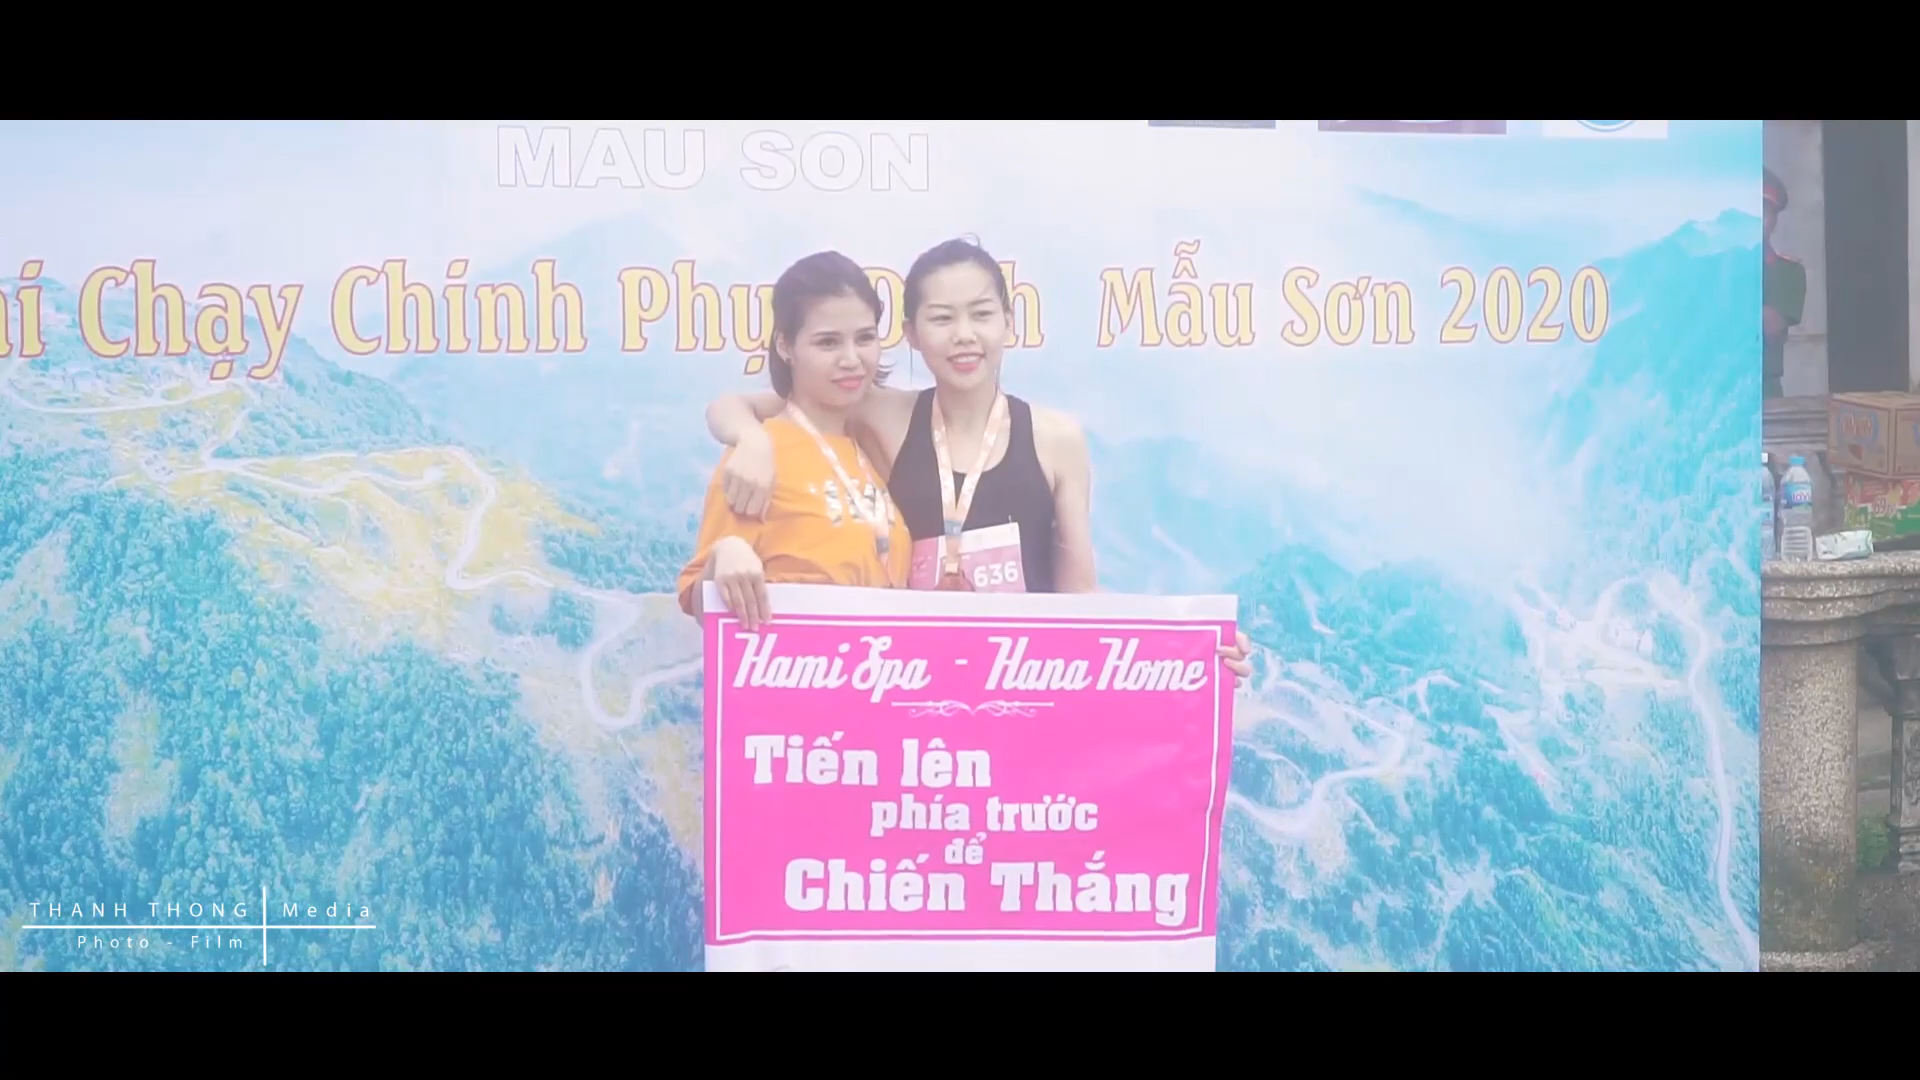 MAU SON
Chạy Chinh Phục Mẫu Sơn 2020
636
Hami Spa - Hana Home
Tiến lên
phía trước
để
Chiến Thắng
THANH THONG Media
Photo - Film